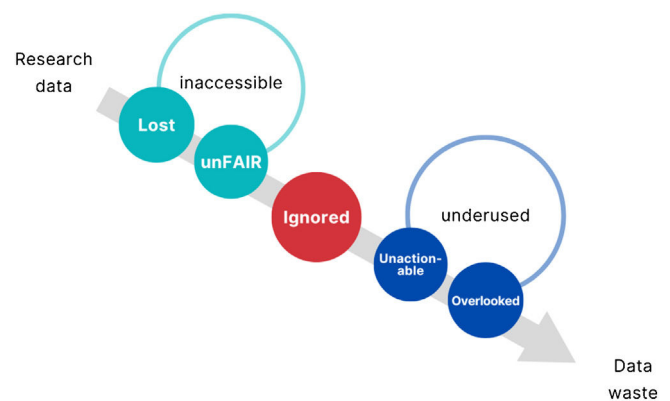 Research
data
inaccessible
Lost
unFAIR
Ignored
underused
Unaction-
able
Overlooked
Data
waste